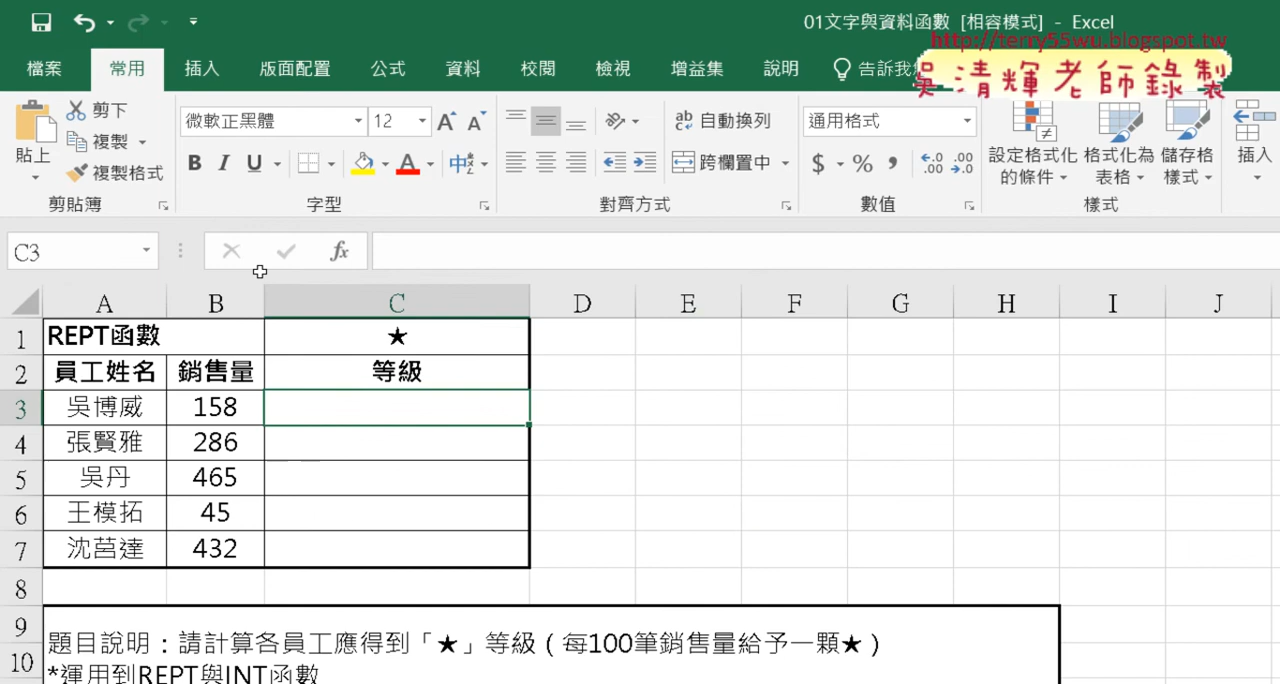 01文字與資料函數 [相容模式] - Excel
http://terry55wu.blogspot.tw
吳清輝老師錄製
檔案 常用 插入 版面配置 公式 資料 校閱 檢視 增益集 說明 告訴我
剪下
複製
複製格式
貼上
剪貼簿
微軟正黑體 12
B I U 中
字型
自動換列
跨欄置中
對齊方式
通用格式
$ % ,
數值
設定格式化的條件
格式化為表格
儲存格樣式
樣式
插入
C3 fx
A B C D E F G H I J
1 REPT函數 ★
2 員工姓名 銷售量 等級
3 吳博威 158
4 張賢雅 286
5 吳丹 465
6 王模拓 45
7 沈莒達 432
8
9 題目說明：請計算各員工應得到「★」等級（每100筆銷售量給予一顆★）
10 *運用到REPT與INT函數